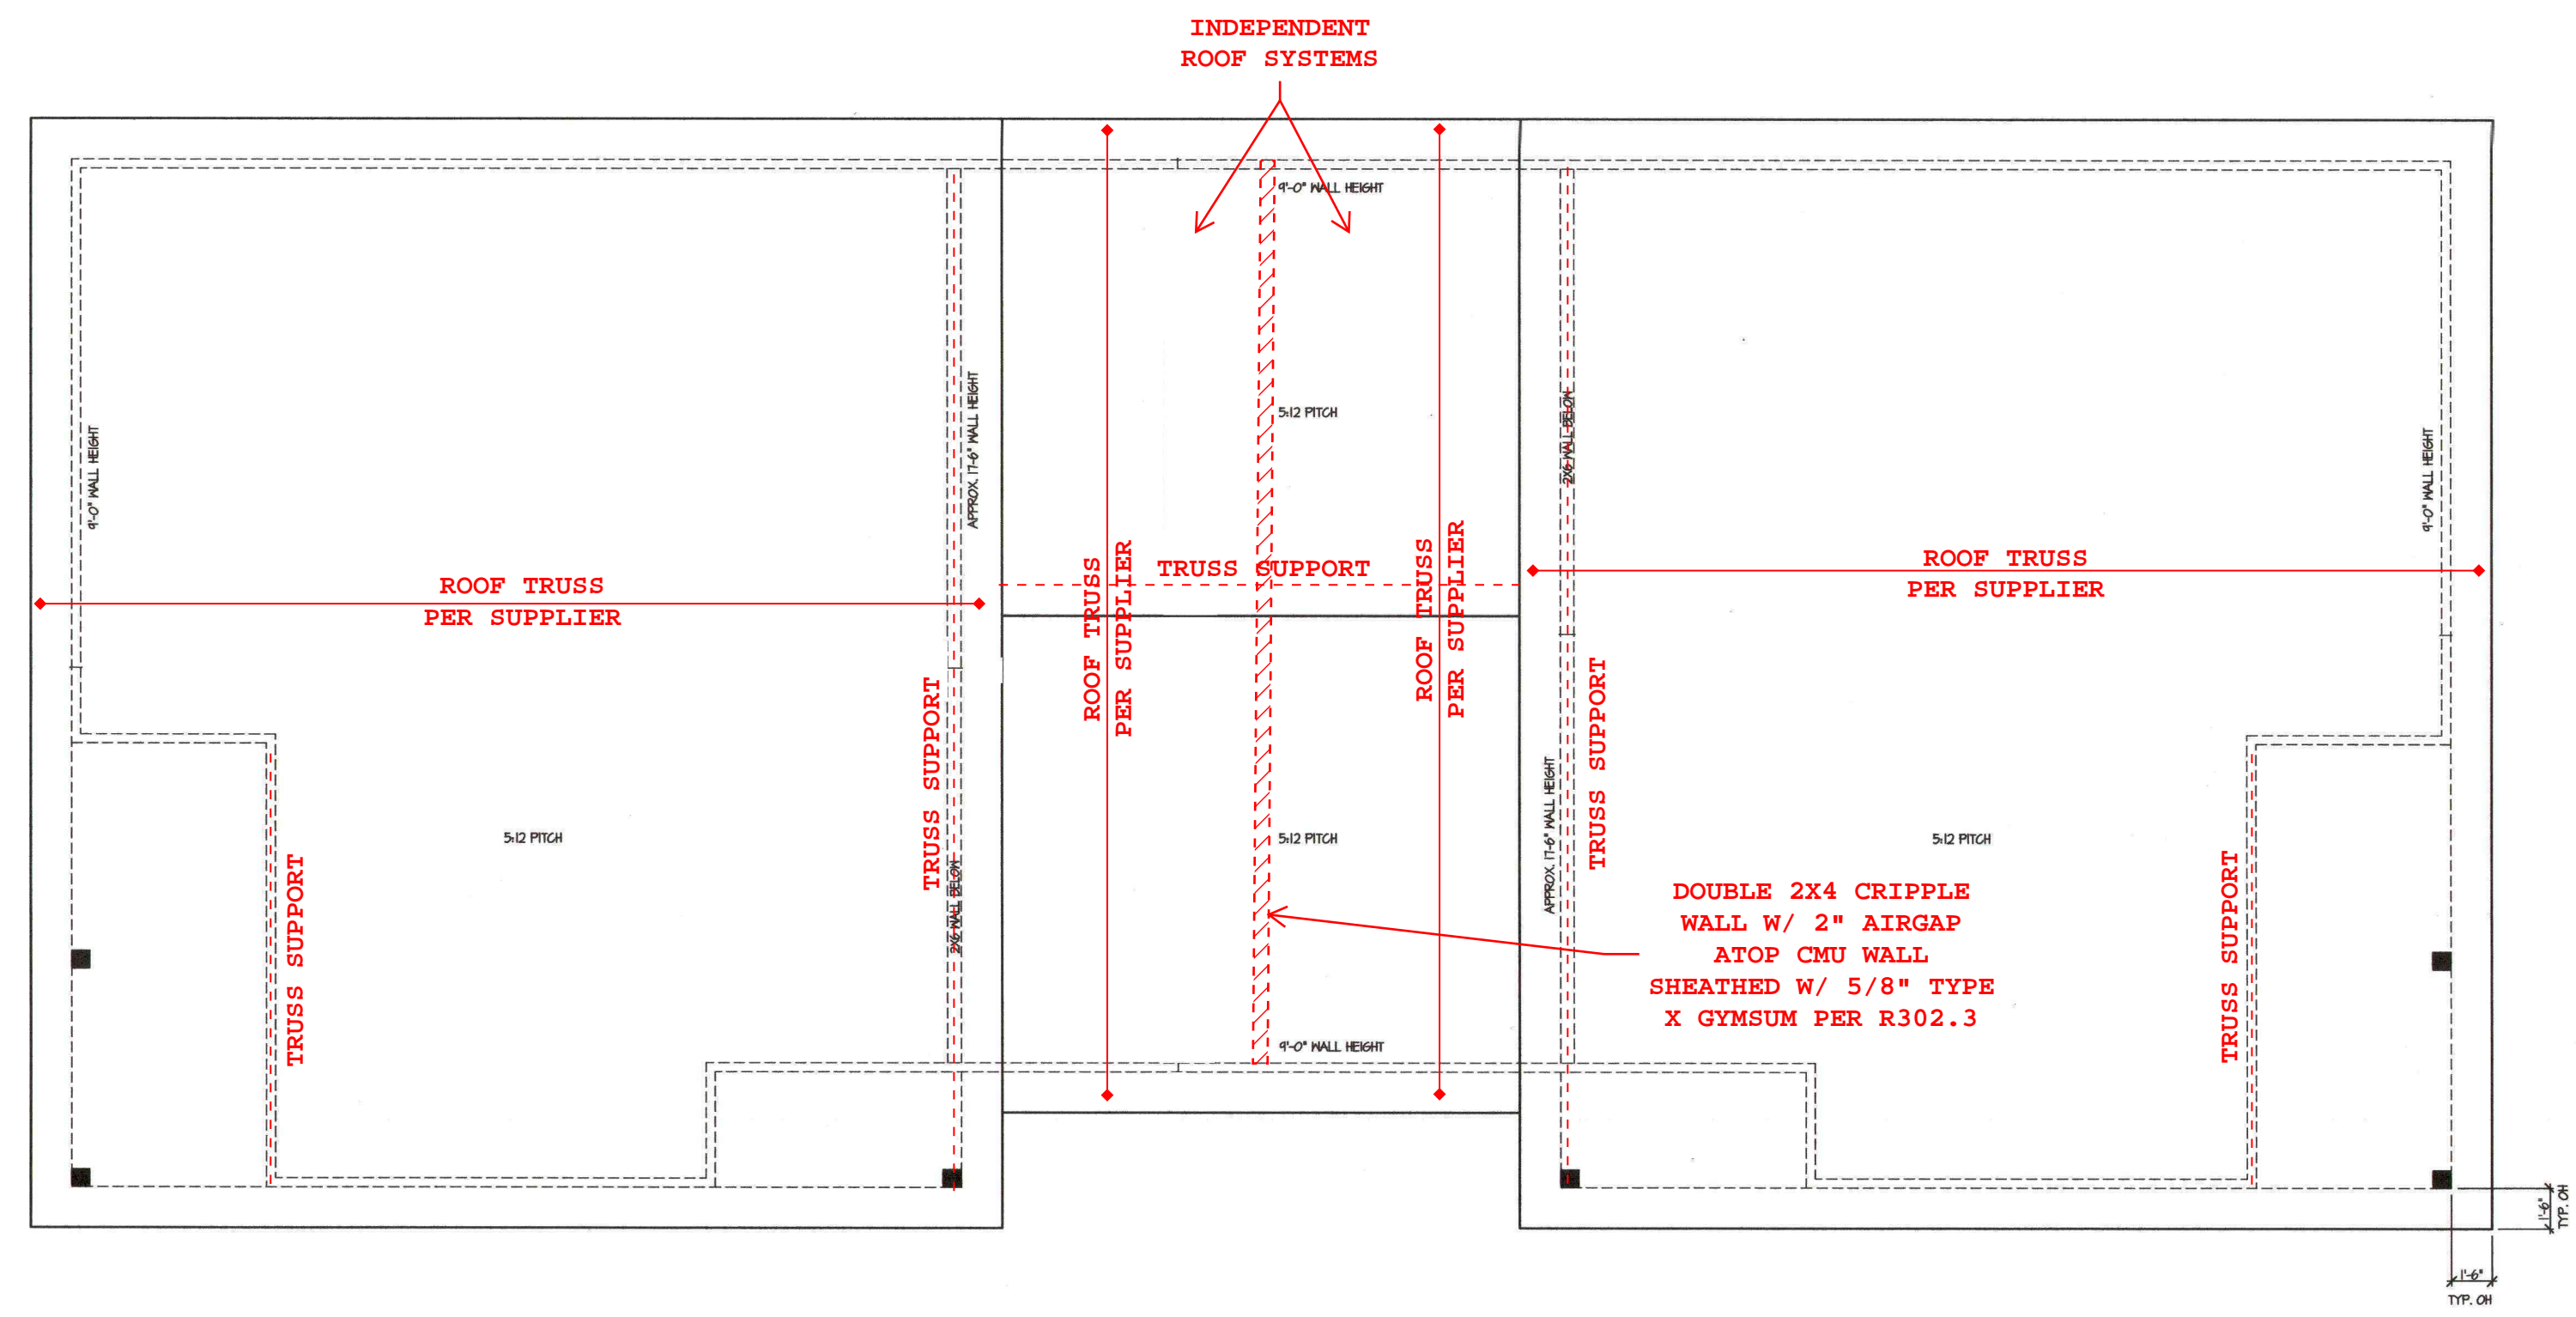 INDEPENDENT
ROOF SYSTEMS
9'-0" WALL HEIGHT
9'-0" WALL HEIGHT
APPROX. 17'-6" WALL HEIGHT
5:12 PITCH
2X6 WALL BELOW
9'-0" WALL HEIGHT
ROOF TRUSS
PER SUPPLIER
ROOF TRUSS
PER SUPPLIER
TRUSS SUPPORT
ROOF TRUSS
PER SUPPLIER
ROOF TRUSS
PER SUPPLIER
TRUSS SUPPORT
TRUSS SUPPORT
5:12 PITCH
5:12 PITCH
5:12 PITCH
TRUSS SUPPORT
2X6 WALL BELOW
APPROX. 17'-6" WALL HEIGHT
DOUBLE 2X4 CRIPPLE
WALL W/ 2" AIRGAP
ATOP CMU WALL
SHEATHED W/ 5/8" TYPE
X GYMSUM PER R302.3
TRUSS SUPPORT
9'-0" WALL HEIGHT
1'-6"
TYP. OH
1'-6"
TYP. OH